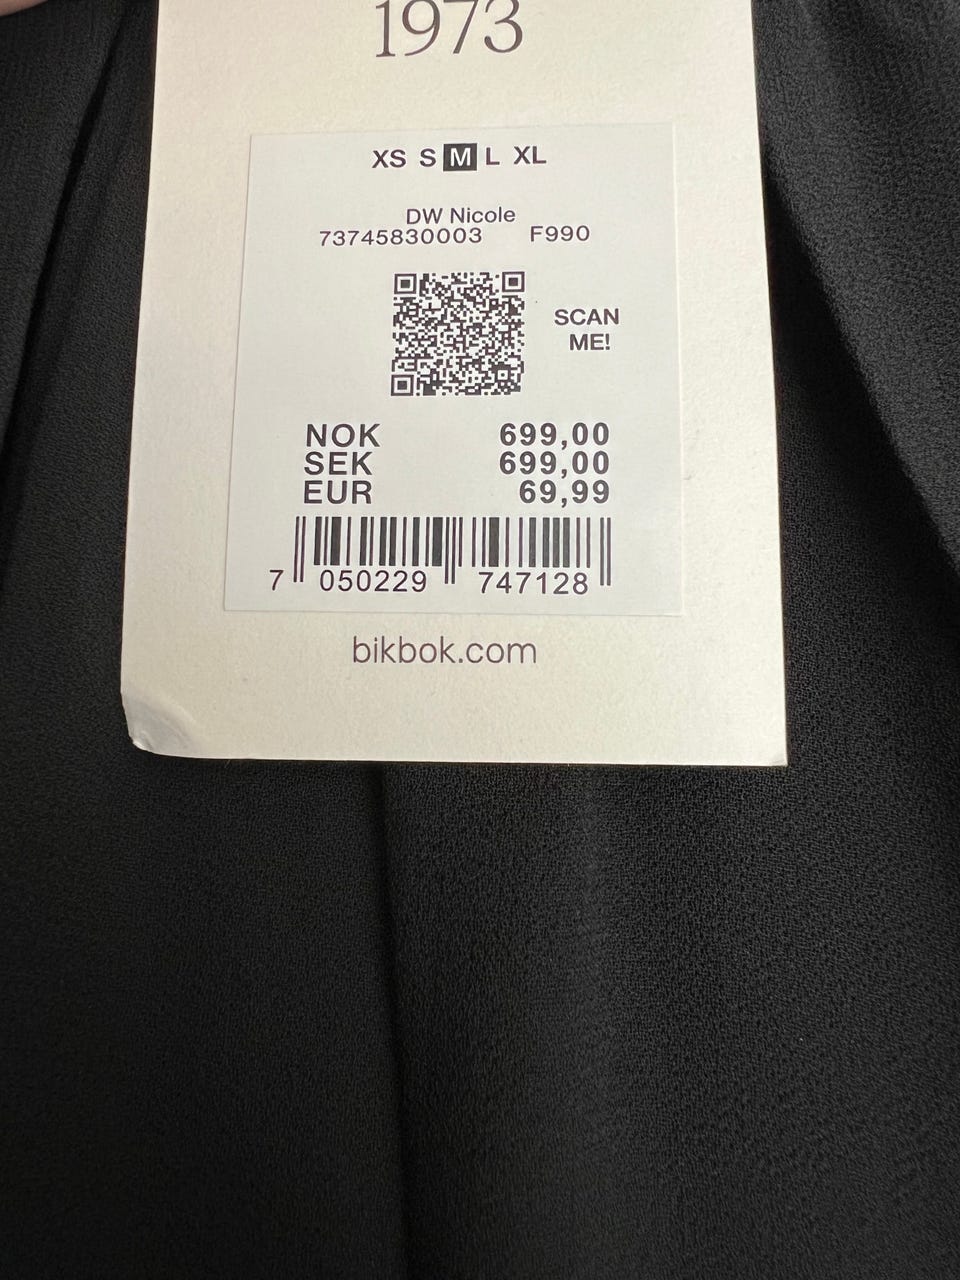 1973
XS S M L XL
DW Nicole
73745830003 F990
SCAN
ME!
NOK 699,00
SEK 699,00
EUR 69,99
7 050229 747128
bikbok.com